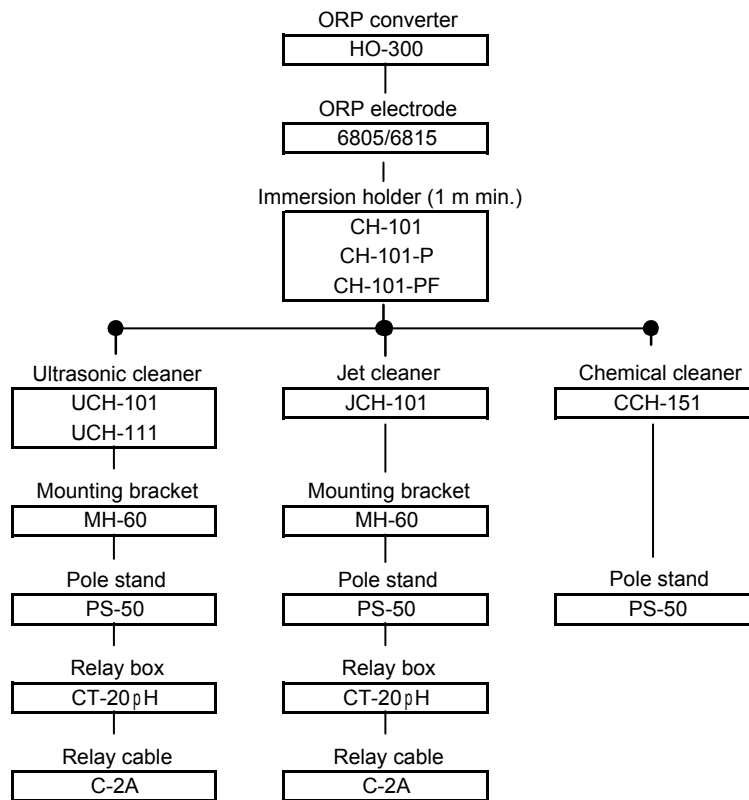 ORP converter
HO-300
ORP electrode
6805/6815
Immersion holder (1 m min.)
CH-101
CH-101-P
CH-101-PF
Ultrasonic cleaner
UCH-101
UCH-111
Mounting bracket
MH-60
Pole stand
PS-50
Relay box
CT-20pH
Relay cable
C-2A
Jet cleaner
JCH-101
Mounting bracket
MH-60
Pole stand
PS-50
Relay box
CT-20pH
Relay cable
C-2A
Chemical cleaner
CCH-151
Pole stand
PS-50